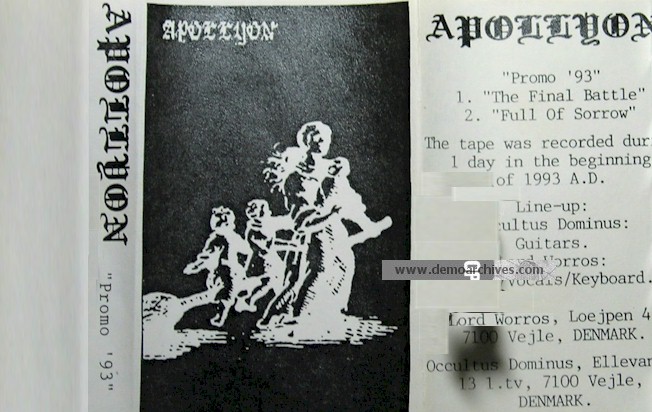 APOLLYON
"Promo '93"
APOLLYON
APOLLYON
"Promo '93"
1. "The Final Battle"
2. "Full Of Sorrow"
The tape was recorded duri
1 day in the beginning
of 1993 A.D.
Line-up:
cultus Dominus:
Guitars.
Worros:
/Vocals/Keyboard.
www.demoarchives.com
Lord Worros, Loejpen 4
7100 Vejle, DENMARK.
Occultus Dominus, Ellevan
13 1.tv, 7100 Vejle,
DENMARK.